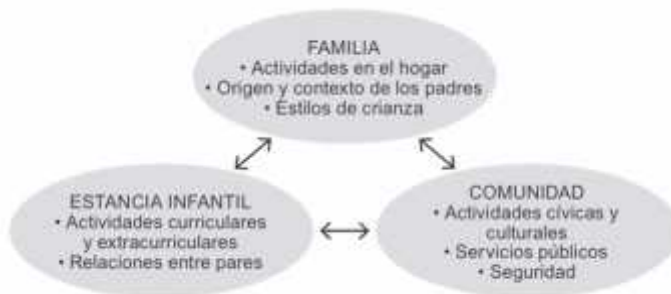 FAMILIA
• Actividades en el hogar
• Origen y contexto de los padres
• Estilos de crianza
ESTANCIA INFANTIL
• Actividades curriculares
y extracurriculares
• Relaciones entre pares
COMUNIDAD
• Actividades cívicas y
culturales
• Servicios públicos
• Seguridad